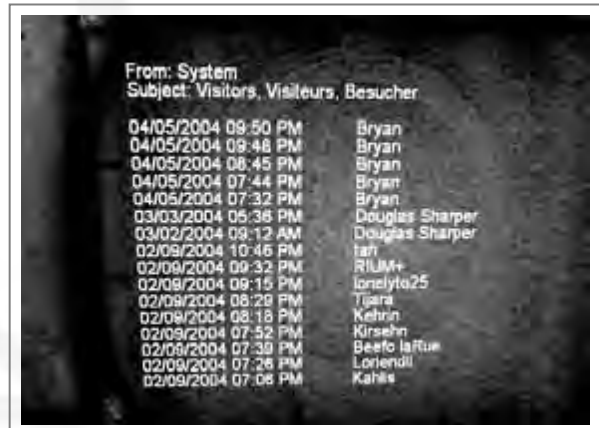 From: System
Subject: Visitors, Visiteurs, Besucher
04/05/2004 09:50 PM Bryan
04/05/2004 09:46 PM Bryan
04/05/2004 08:45 PM Bryan
04/05/2004 07:44 PM Bryan
04/05/2004 07:32 PM Bryan
03/03/2004 05:36 PM Douglas Sharper
03/02/2004 09:12 AM Douglas Sharper
02/09/2004 10:46 PM tah
02/09/2004 09:32 PM RIUM+
02/09/2004 09:15 PM lonelyto25
02/09/2004 08:29 PM Tijara
02/09/2004 08:18 PM Kehrin
02/09/2004 07:52 PM Kirsehn
02/09/2004 07:39 PM Beefo laRue
02/09/2004 07:26 PM Loriendil
02/09/2004 07:06 PM Kahlis